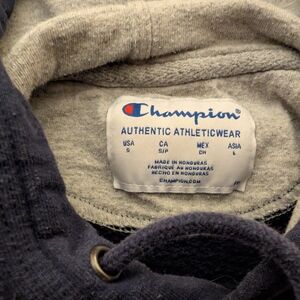 Champion®
AUTHENTIC ATHLETICWEAR
USA CA MEX ASIA
S S/P CH L
MADE IN HONDURAS
FABRIQUÉ AU HONDURAS
HECHO EN HONDURAS
CHAMPION.COM